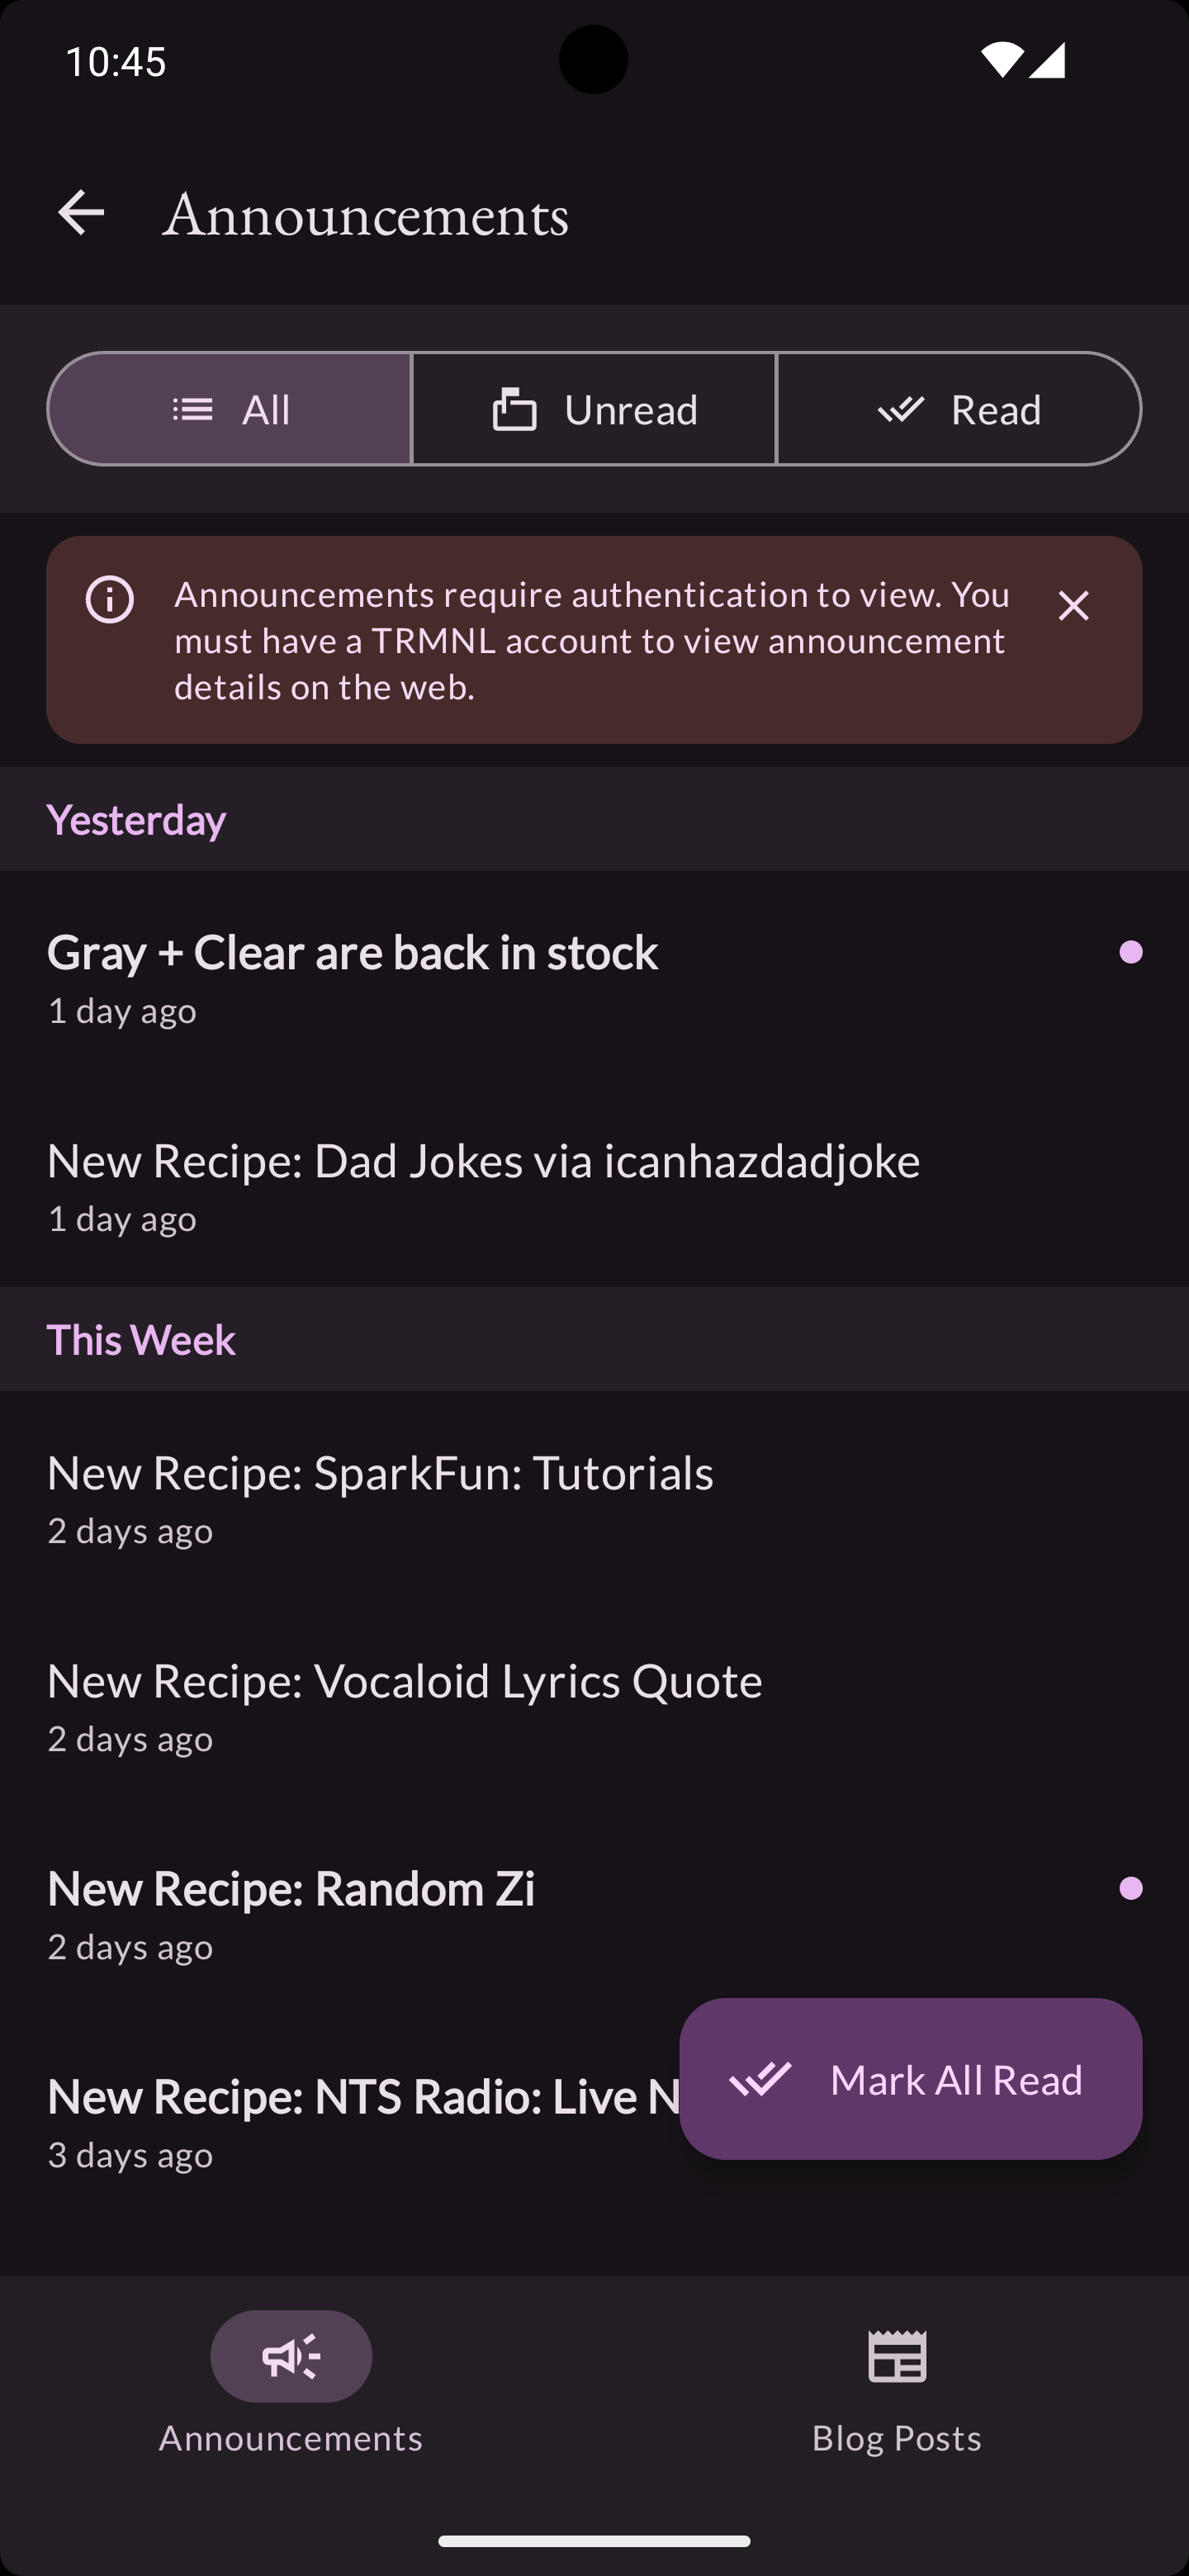 10:45
Announcements
All
Unread
Read
Announcements require authentication to view. You
must have a TRMNL account to view announcement
details on the web.
Yesterday
Gray + Clear are back in stock
1 day ago
New Recipe: Dad Jokes via icanhazdadjoke
1 day ago
This Week
New Recipe: SparkFun: Tutorials
2 days ago
New Recipe: Vocaloid Lyrics Quote
2 days ago
New Recipe: Random Zi
2 days ago
New Recipe: NTS Radio: Live
Mark All Read
3 days ago
Announcements
Blog Posts